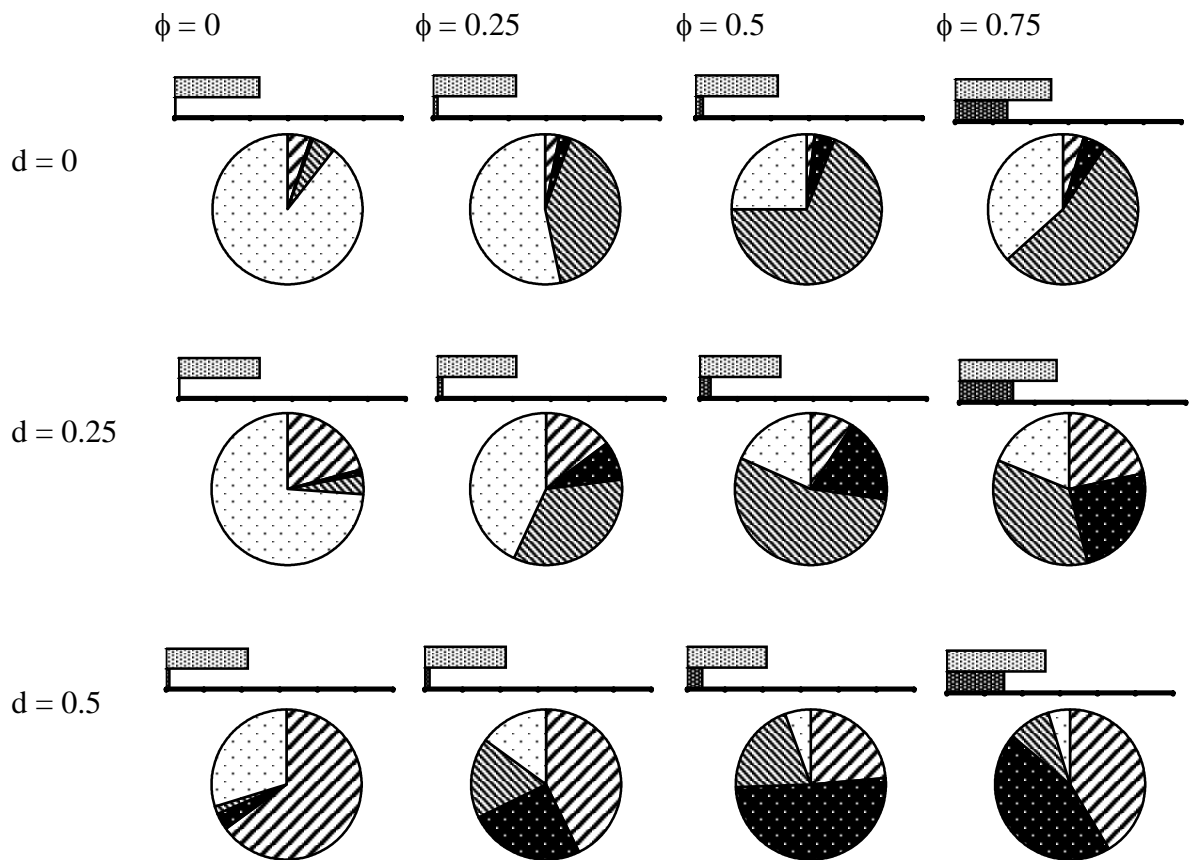 ϕ = 0 ϕ = 0.25 ϕ = 0.5 ϕ = 0.75
d = 0
d = 0.25
d = 0.5